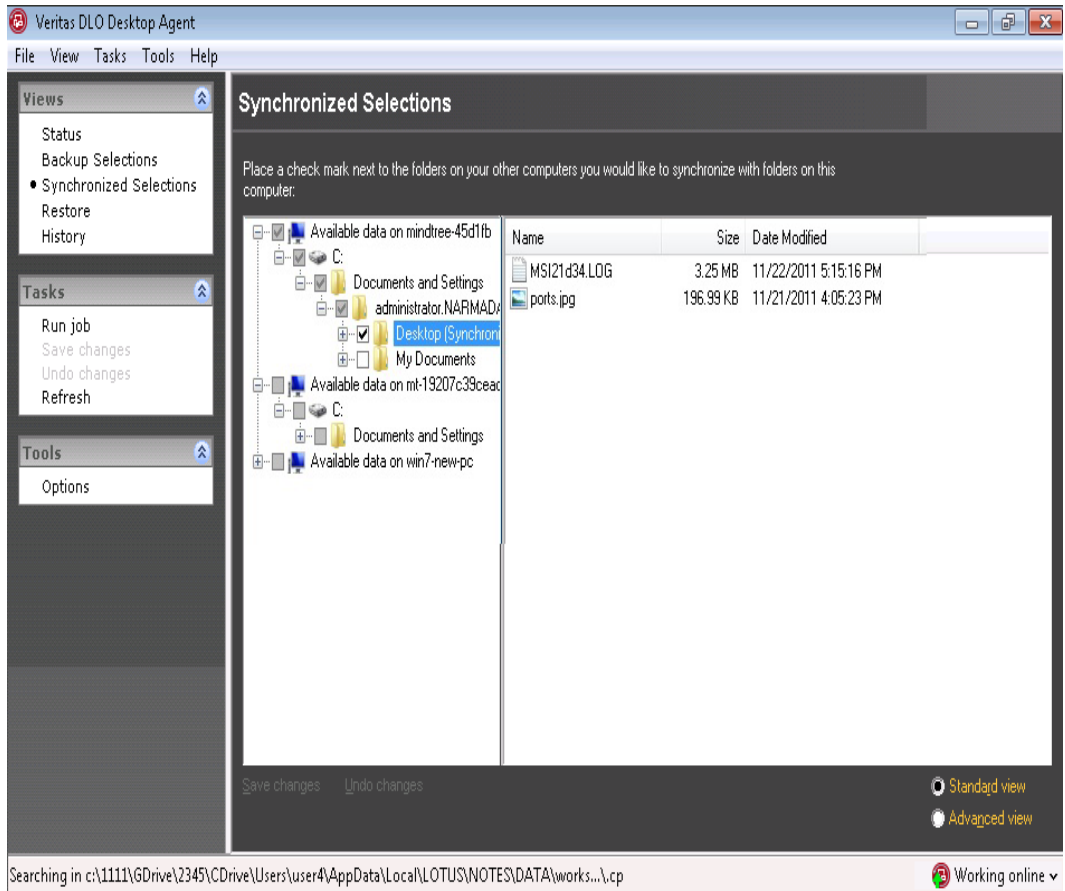 Veritas DLO Desktop Agent
File View Tasks Tools Help
Views
Status
Backup Selections
Synchronized Selections
Restore
History
Tasks
Run job
Save changes
Undo changes
Refresh
Tools
Options
Synchronized Selections
Place a check mark next to the folders on your other computers you would like to synchronize with folders on this
computer:
Available data on mindtree-45d1fb
C:
Documents and Settings
administrator.NARMADA
Desktop (Synchroni
My Documents
Available data on mt-19207c39ceac
C:
Documents and Settings
Available data on win7-new-pc
Name Size Date Modified
MSI21d34.LOG 3.25 MB 11/22/2011 5:15:16 PM
ports.jpg 196.99 KB 11/21/2011 4:05:23 PM
Save changes Undo changes
Standard view
Advanced view
Searching in c:\1111\GDrive\2345\CDrive\Users\user4\AppData\Local\LOTUS\NOTES\DATA\works...\.cp
Working online